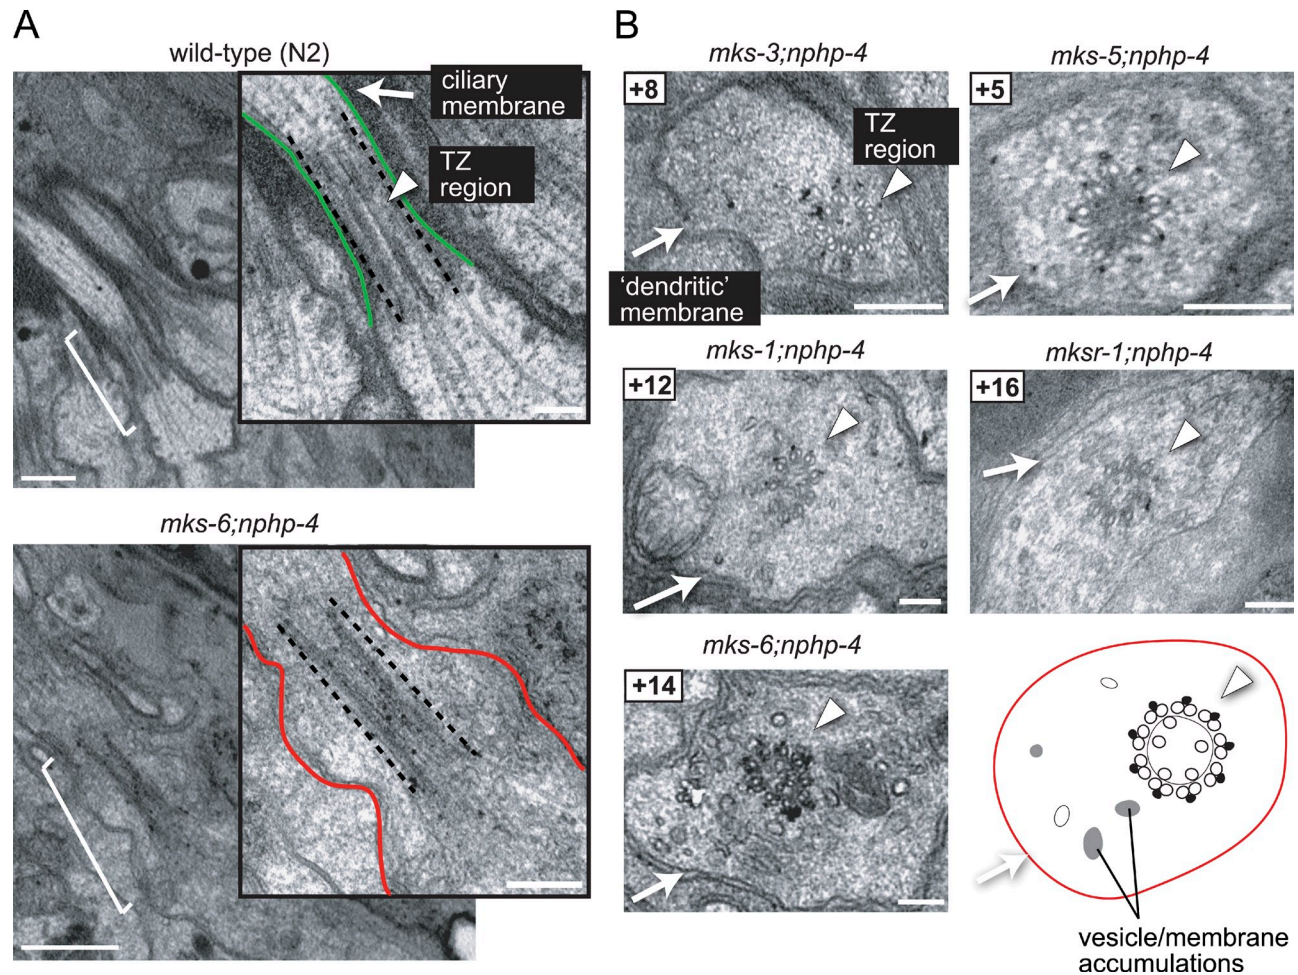 A
wild-type (N2)
ciliary
membrane
TZ
region
mks-6;nphp-4
B
mks-3;nphp-4
+8
TZ
region
'dendritic'
membrane
mks-5;nphp-4
+5
mks-1;nphp-4
+12
mksr-1;nphp-4
+16
mks-6;nphp-4
+14
vesicle/membrane
accumulations